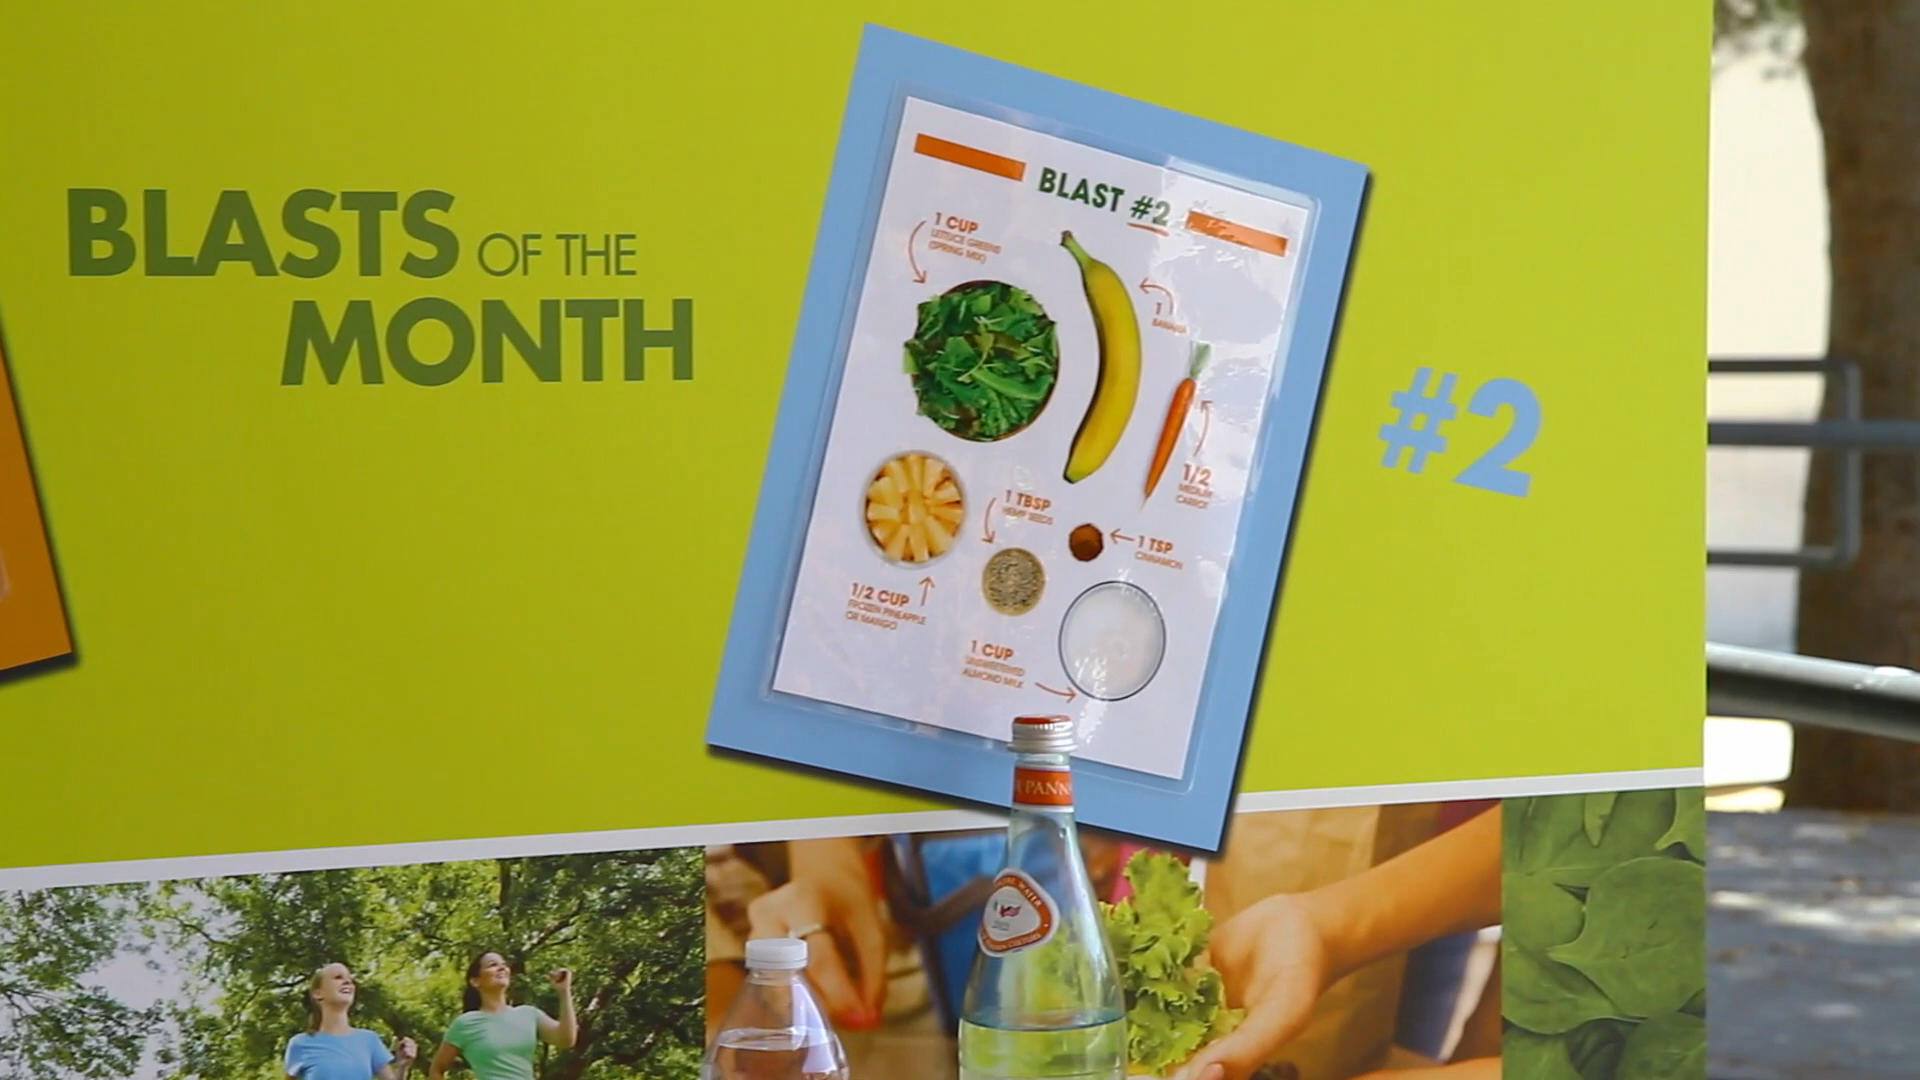 BLASTS OF THE
MONTH
BLAST #2
1 CUP
LETTUCE GREENS
(SPRING MIX)
1
BANANA
1/2
MEDIUM
CARROT
1 TBSP
HEMP SEEDS
1 TSP
CINNAMON
1/2 CUP
FROZEN PINEAPPLE
OR MANGO
1 CUP
UNSWEETENED
ALMOND MILK
#2
PANN